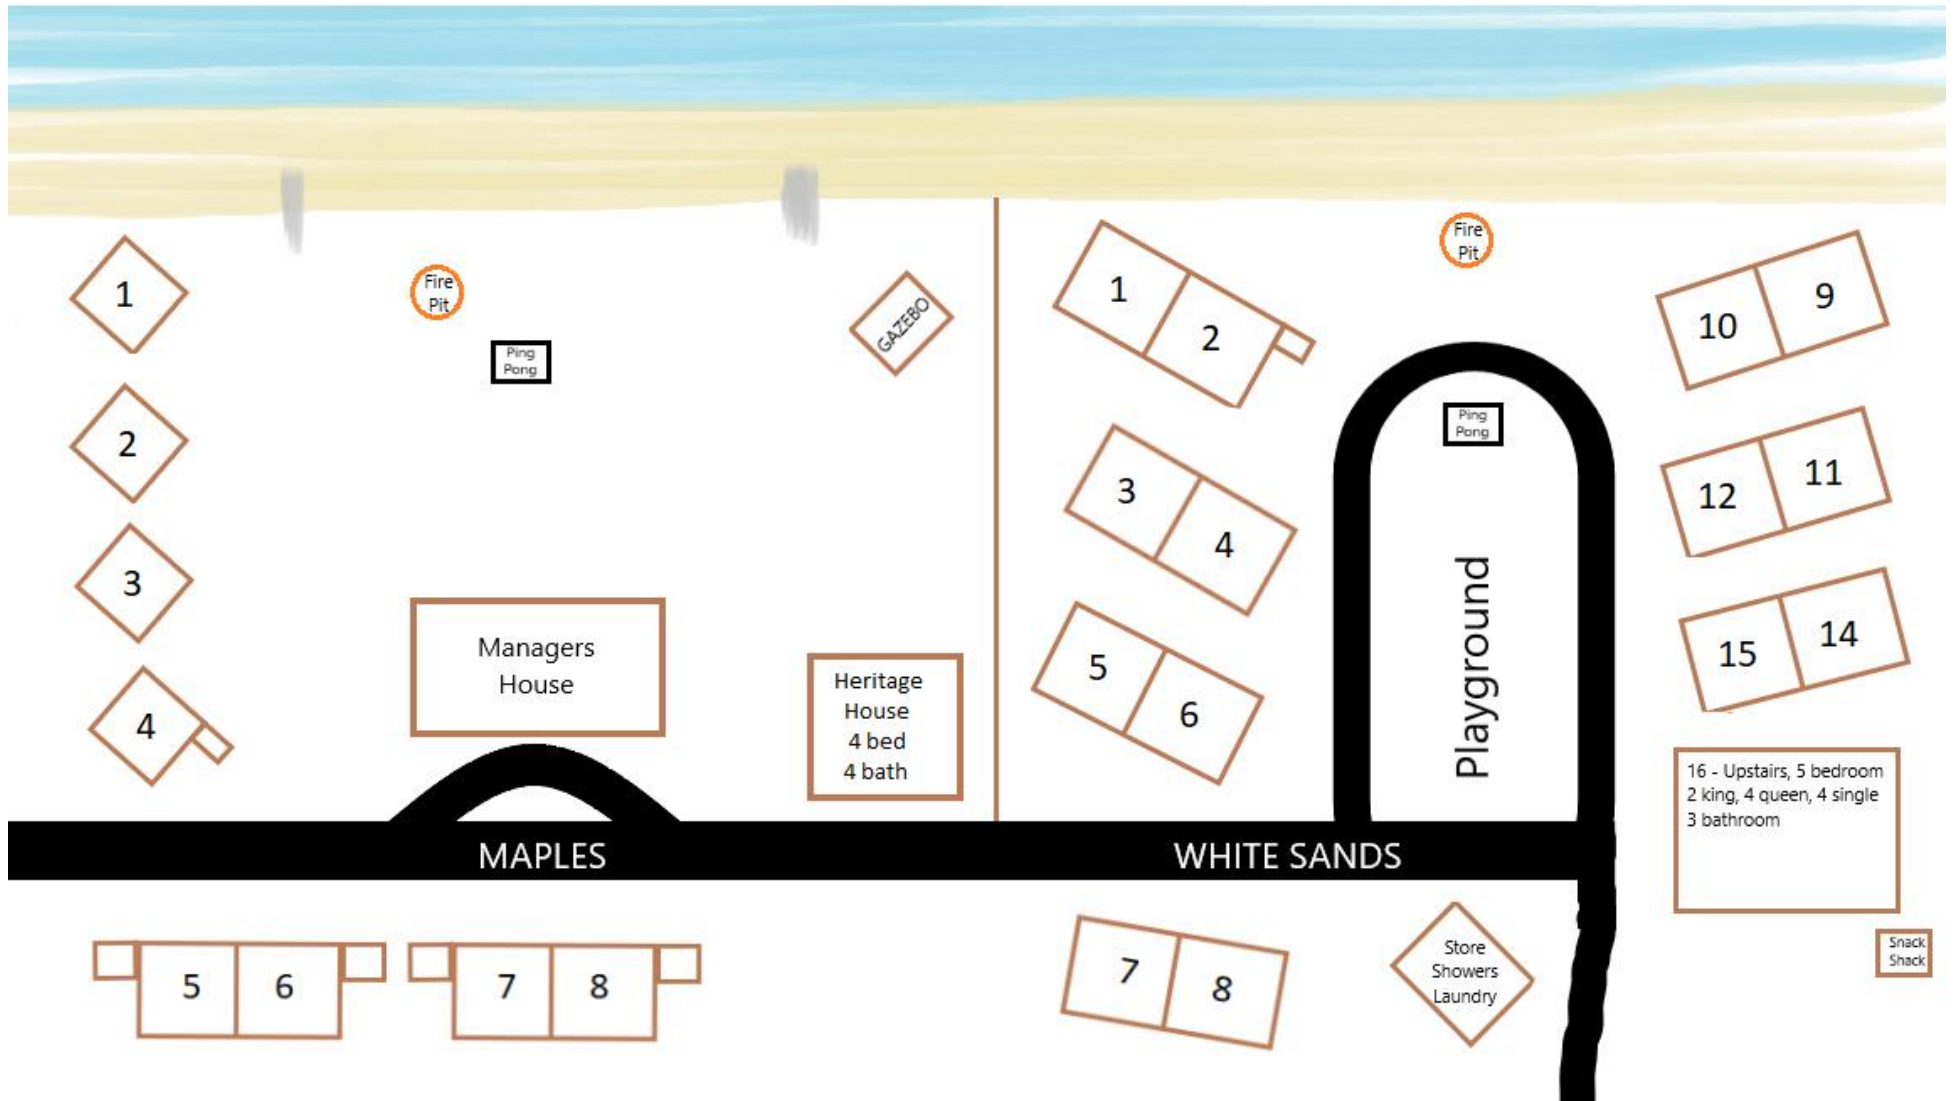 1
2
3
4
Fire
Pit
Ping
Pong
GAZEBO
Managers
House
Heritage
House
4 bed
4 bath
MAPLES
5
6
7
8
1
2
3
4
5
6
Fire
Pit
Ping
Pong
Playground
10
9
12
11
15
14
16 - Upstairs, 5 bedroom
2 king, 4 queen, 4 single
3 bathroom
WHITE SANDS
7
8
Store
Showers
Laundry
Snack
Shack